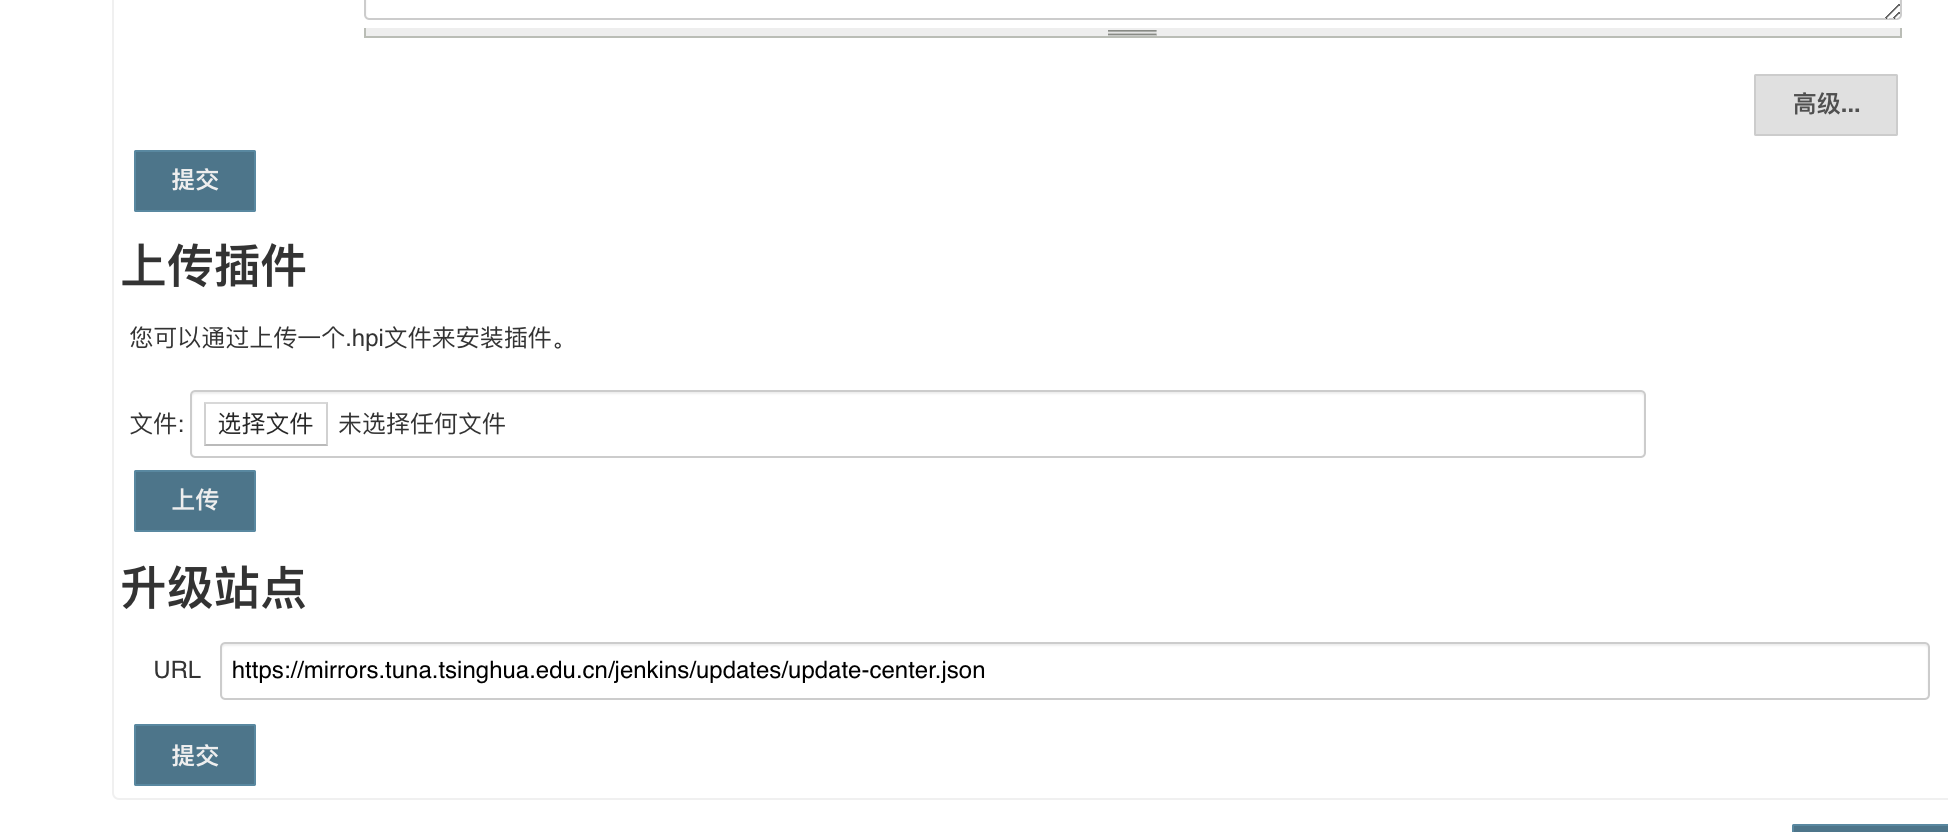 高级...
提交
上传插件
您可以通过上传一个.hpi文件来安装插件。
文件: 选择文件 未选择任何文件
上传
升级站点
URL https://mirrors.tuna.tsinghua.edu.cn/jenkins/updates/update-center.json
提交